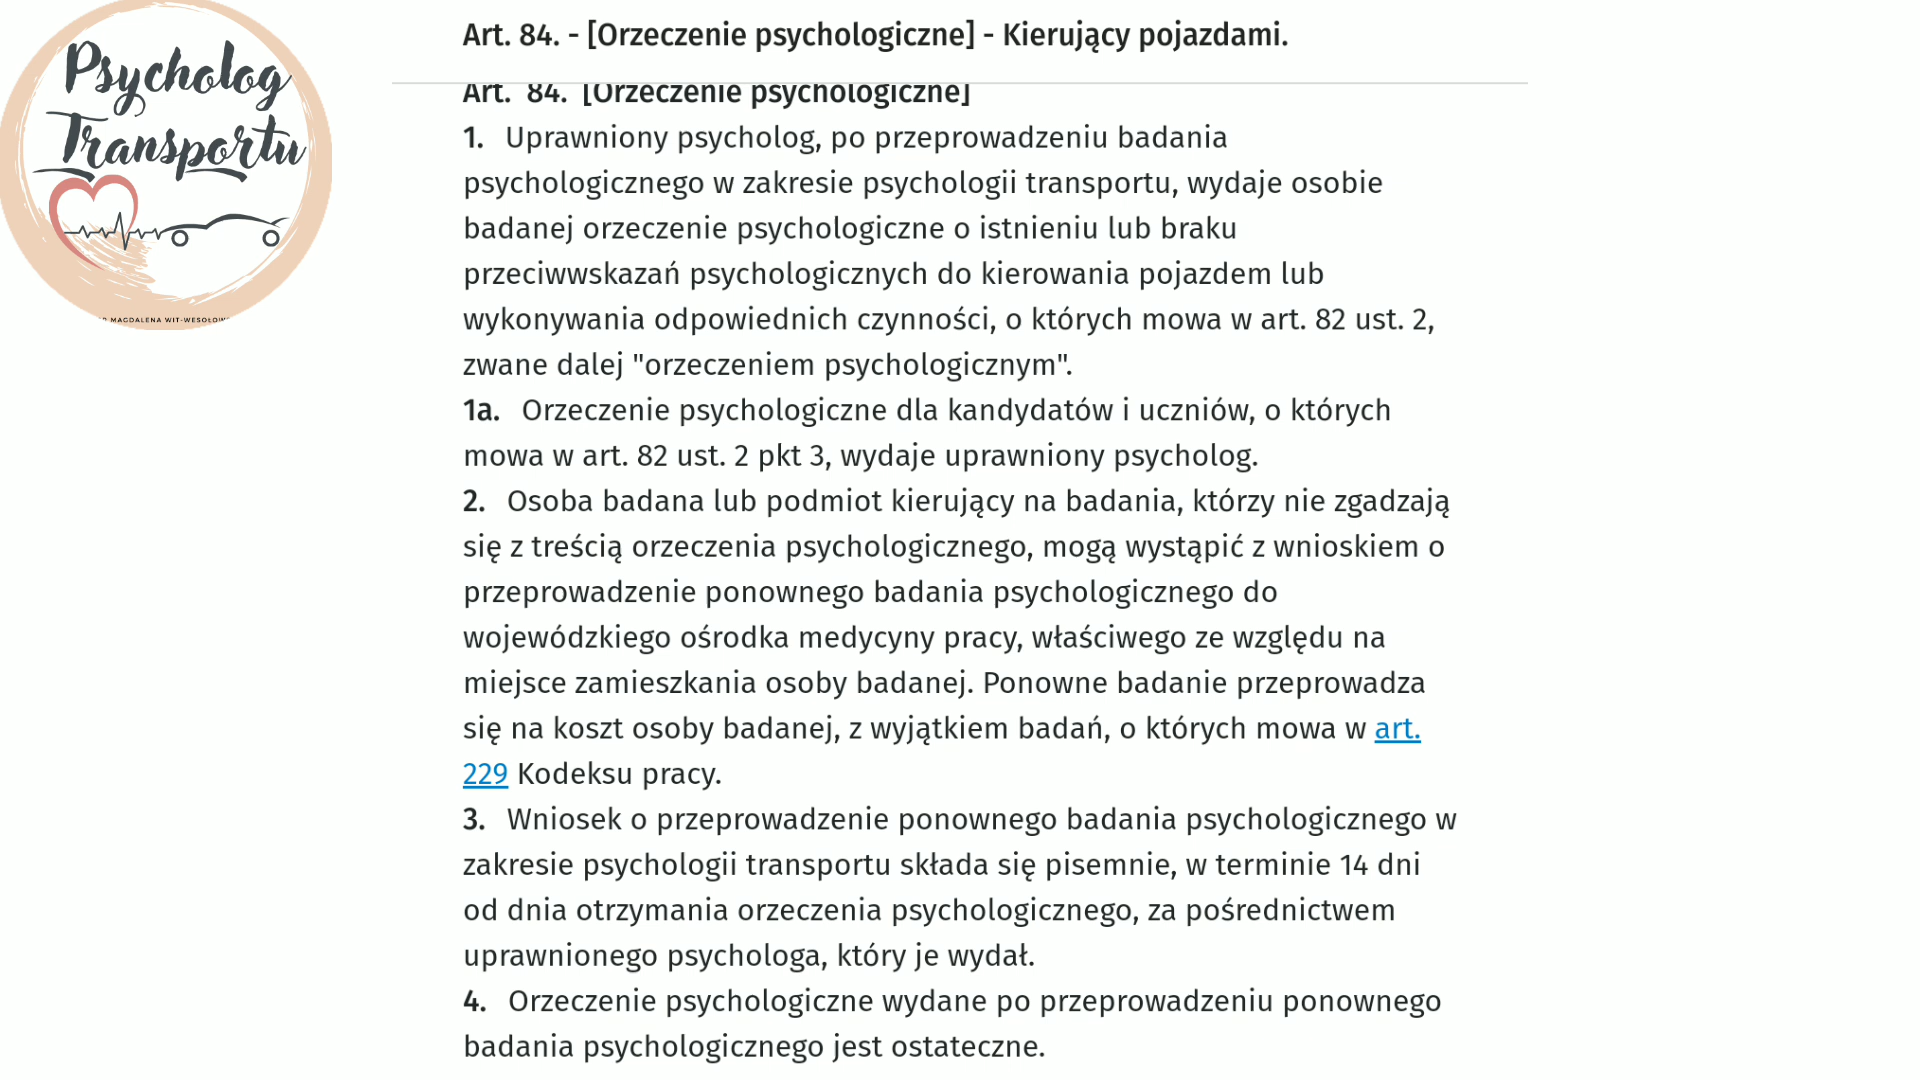 Psycholog
Transportu
MAGDALENA WIT-
Art. 84. - [Orzeczenie psychologiczne] - Kierujący pojazdami.
Art. 84. [Orzeczenie psychologiczne]
1. Uprawniony psycholog, po przeprowadzeniu badania
psychologicznego w zakresie psychologii transportu, wydaje osobie
badanej orzeczenie psychologiczne o istnieniu lub braku
przeciwwskazań psychologicznych do kierowania pojazdem lub
wykonywania odpowiednich czynności, o których mowa w art. 82 ust. 2,
zwane dalej "orzeczeniem psychologicznym".
1a. Orzeczenie psychologiczne dla kandydatów i uczniów, o których
mowa w art. 82 ust. 2 pkt 3, wydaje uprawniony psycholog.
2. Osoba badana lub podmiot kierujący na badania, którzy nie zgadzają
się z treścią orzeczenia psychologicznego, mogą wystąpić z wnioskiem o
przeprowadzenie ponownego badania psychologicznego do
wojewódzkiego ośrodka medycyny pracy, właściwego ze względu na
miejsce zamieszkania osoby badanej. Ponowne badanie przeprowadza
się na koszt osoby badanej, z wyjątkiem badań, o których mowa w art.
229 Kodeksu pracy.
3. Wniosek o przeprowadzenie ponownego badania psychologicznego w
zakresie psychologii transportu składa się pisemnie, w terminie 14 dni
od dnia otrzymania orzeczenia psychologicznego, za pośrednictwem
uprawnionego psychologa, który je wydał.
4. Orzeczenie psychologiczne wydane po przeprowadzeniu ponownego
badania psychologicznego jest ostateczne.